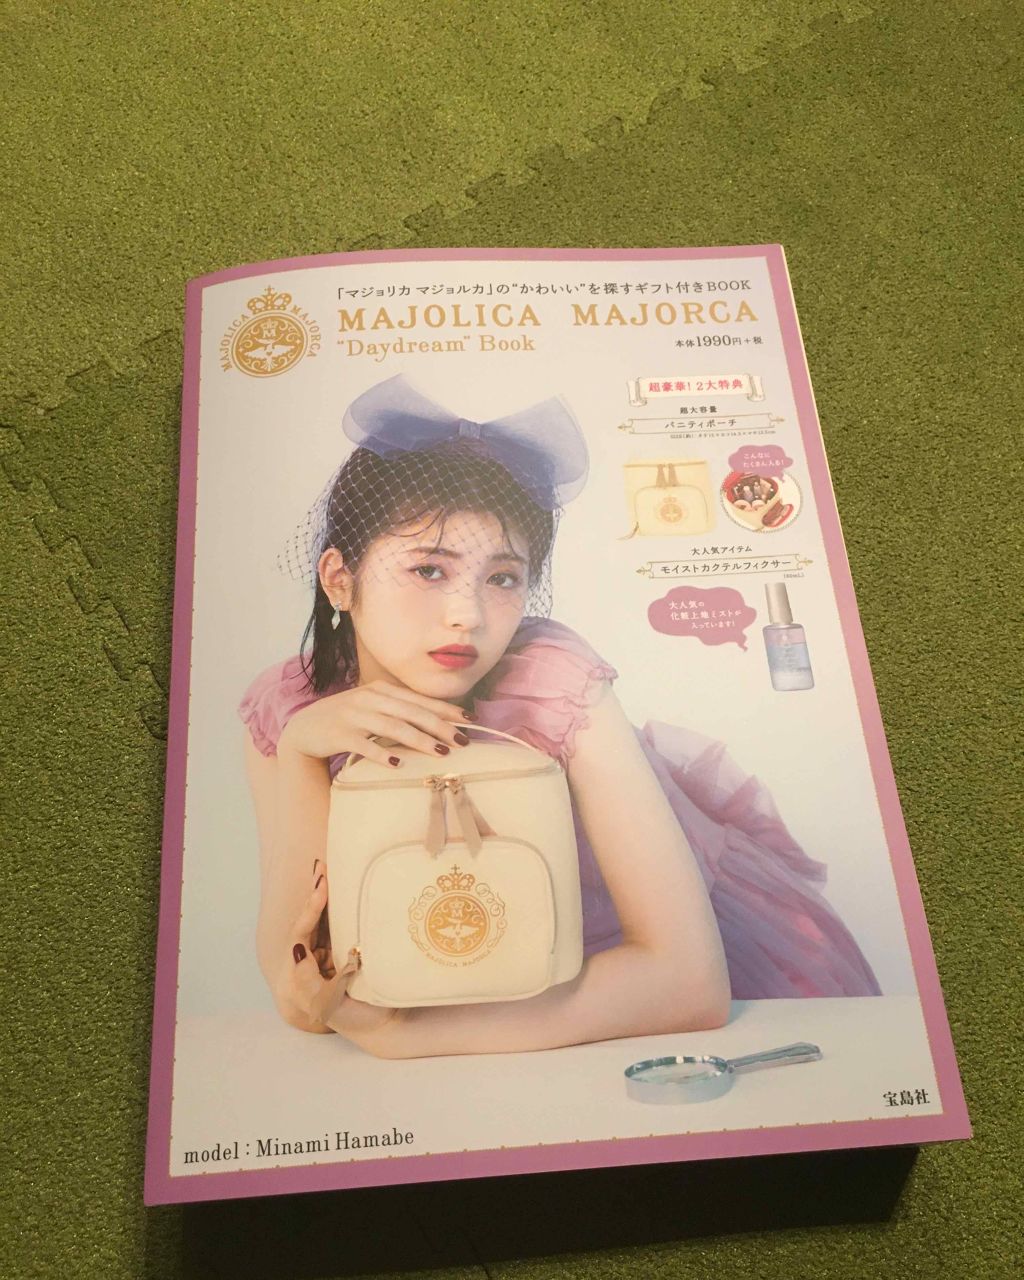 「マジョリカ マジョルカ」の“かわいい”を探すギフト付きBOOK
MAJOLICA MAJORCA
“Daydream” Book
本体1990円+税
MAJOLICA MAJORCA
M
超豪華!2大特典
超大容量
バニティポーチ
こんなに
たくさん入る!
大人気アイテム
モイストカクテルフィクサー
大人気の
化粧上地ミストが
入っています!
M
MAJOLICA MAJORCA
宝島社
model : Minami Hamabe